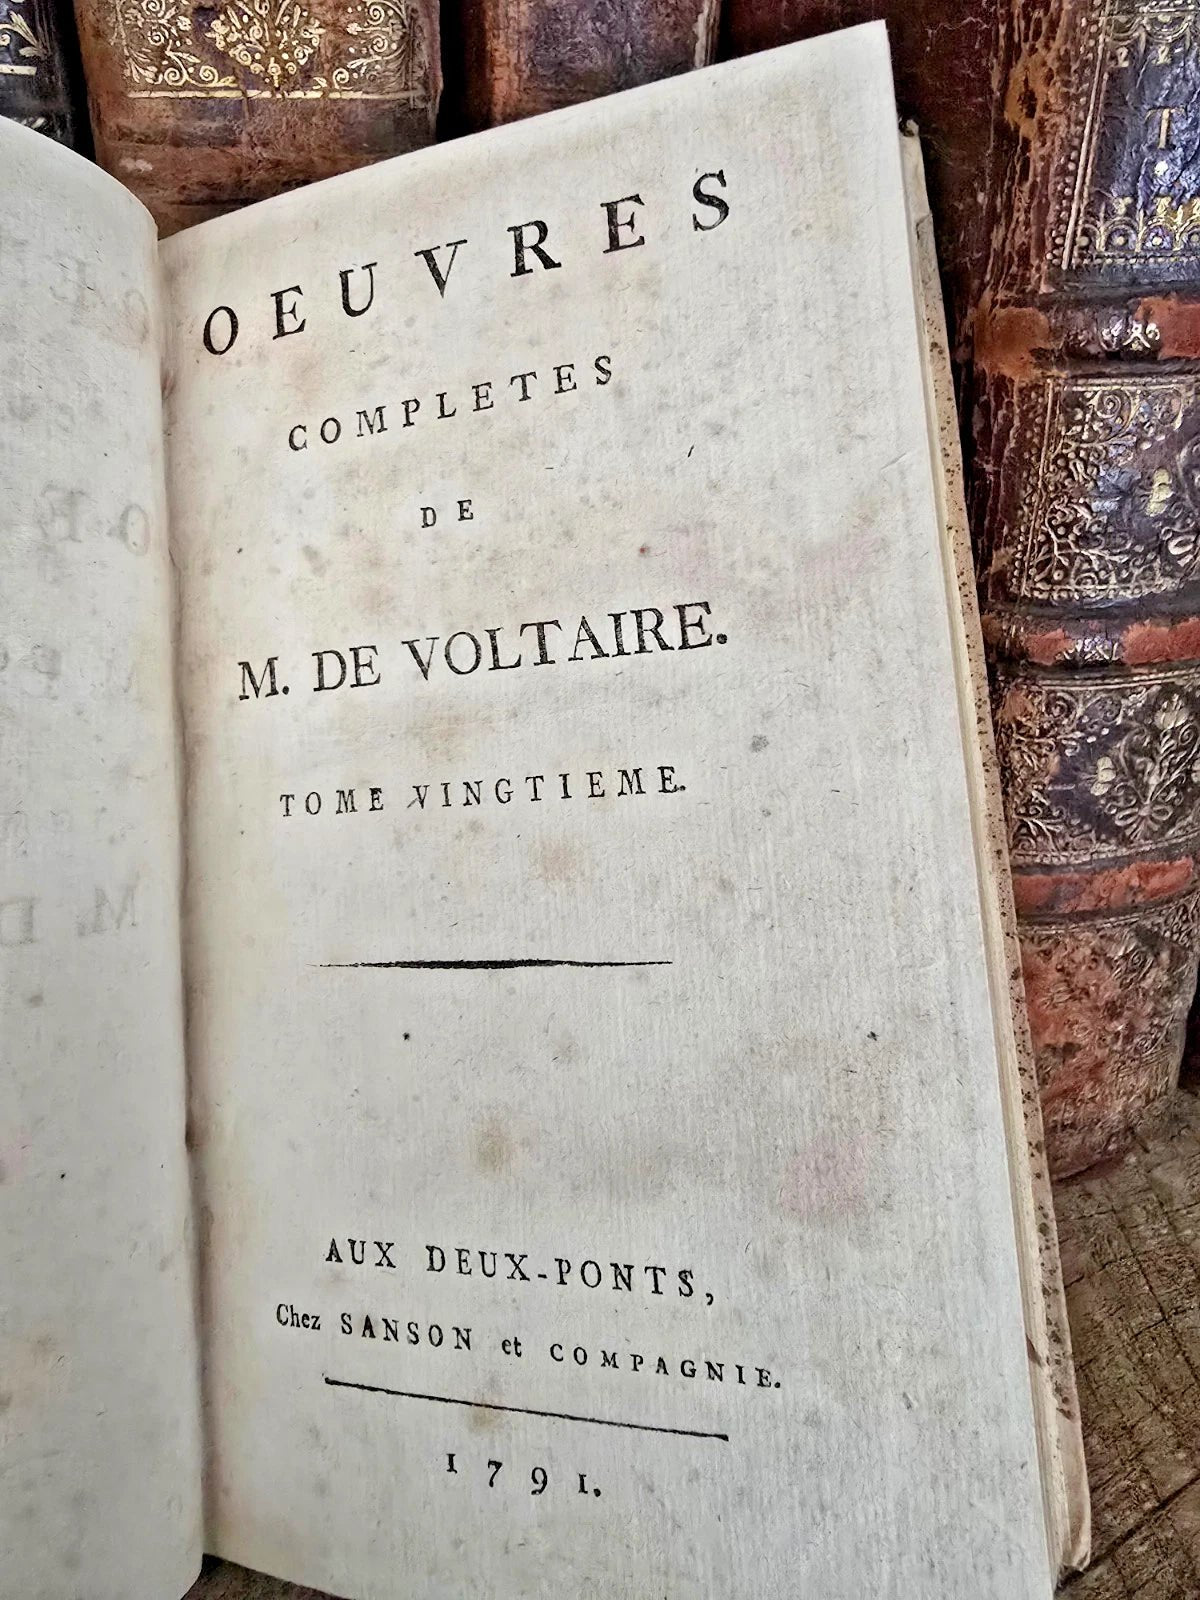 OEUVRES
COMPLETES
DE
M. DE VOLTAIRE.
TOME VINGTIEME.
AUX DEUX-PONTS,
Chez SANSON et COMPAGNIE.
1791.
T